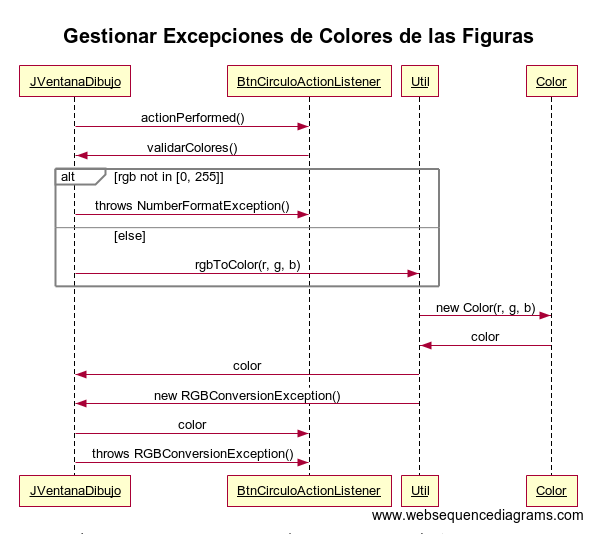 Gestionar Excepciones de Colores de las Figuras
JVentanaDibujo BtnCirculoActionListener Util Color
actionPerformed()
validarColores()
alt [rgb not in [0, 255]]
throws NumberFormatException()
[else]
rgbToColor(r, g, b)
new Color(r, g, b)
color
color
new RGBConversionException()
color
throws RGBConversionException()
JVentanaDibujo BtnCirculoActionListener Util Color
www.websequencediagrams.com